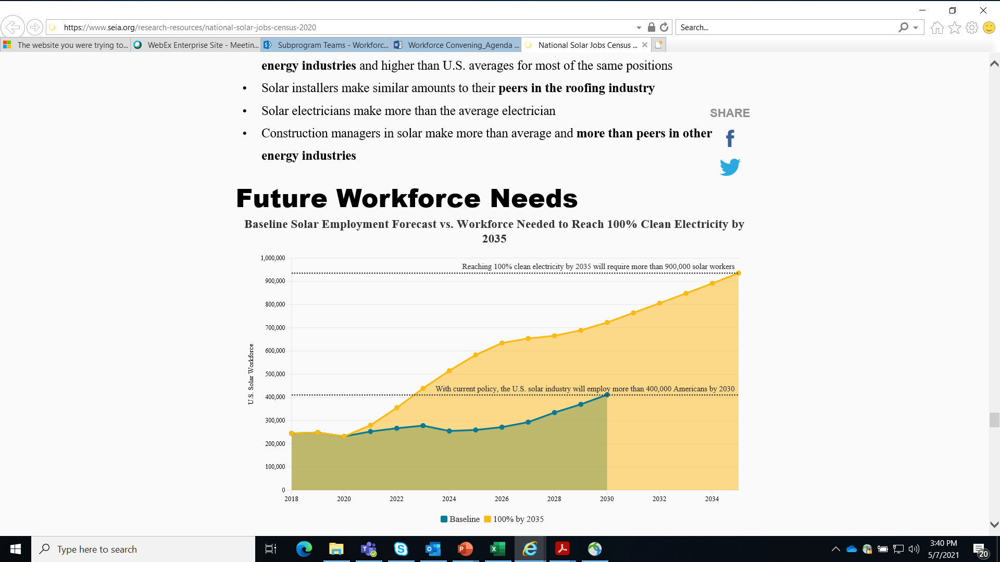 https://www.seia.org/research-resources/national-solar-jobs-census-2020
Search...
The website you were trying to...
WebEx Enterprise Site - Meetin...
Subprogram Teams - Workforc...
Workforce Convening_Agenda ...
National Solar Jobs Census ...
energy industries and higher than U.S. averages for most of the same positions
• Solar installers make similar amounts to their peers in the roofing industry
• Solar electricians make more than the average electrician
• Construction managers in solar make more than average and more than peers in other
energy industries
SHARE
Future Workforce Needs
Baseline Solar Employment Forecast vs. Workforce Needed to Reach 100% Clean Electricity by
2035
1,000,000
900,000
800,000
700,000
600,000
500,000
400,000
300,000
200,000
100,000
0
U.S. Solar Workforce
Reaching 100% clean electricity by 2035 will require more than 900,000 solar workers
With current policy, the U.S. solar industry will employ more than 400,000 Americans by 2030
2018 2020 2022 2024 2026 2028 2030 2032 2034
Baseline 100% by 2035
Type here to search
3:40 PM
5/7/2021
20